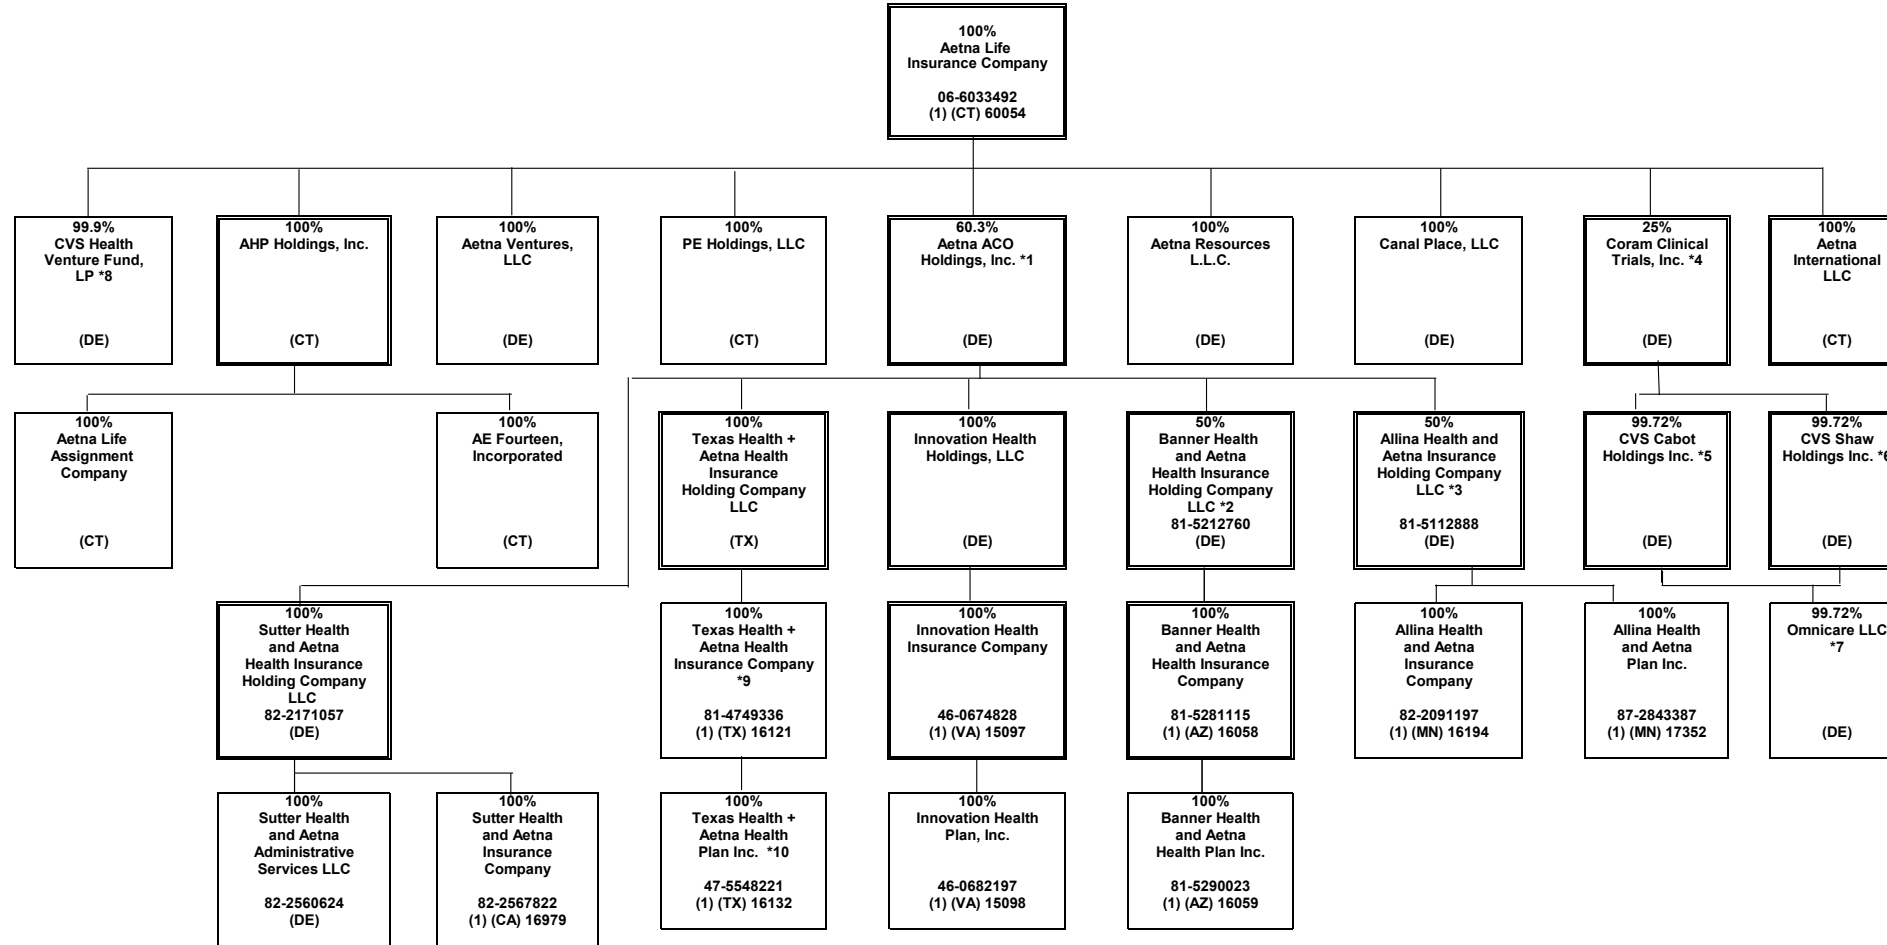 100%
Aetna Life
Insurance Company
06-6033492
(1) (CT) 60054
99.9%
CVS Health
Venture Fund,
LP *8
(DE)
100%
AHP Holdings, Inc.
(CT)
100%
Aetna Ventures,
LLC
(DE)
100%
PE Holdings, LLC
(CT)
60.3%
Aetna ACO
Holdings, Inc. *1
(DE)
100%
Aetna Resources
L.L.C.
(DE)
100%
Canal Place, LLC
(DE)
25%
Coram Clinical
Trials, Inc. *4
(DE)
100%
Aetna
International
LLC
(CT)
100%
Aetna Life
Assignment
Company
(CT)
100%
AE Fourteen,
Incorporated
(CT)
100%
Texas Health +
Aetna Health
Insurance
Holding Company
LLC
(TX)
100%
Innovation Health
Holdings, LLC
(DE)
50%
Banner Health
and Aetna
Health Insurance
Holding Company
LLC *2
81-5212760
(DE)
50%
Allina Health and
Aetna Insurance
Holding Company
LLC *3
81-5112888
(DE)
99.72%
CVS Cabot
Holdings Inc. *5
(DE)
99.72%
CVS Shaw
Holdings Inc.
(DE)
100%
Sutter Health
and Aetna
Health Insurance
Holding Company
LLC
82-2171057
(DE)
100%
Texas Health +
Aetna Health
Insurance Company
*9
81-4749336
(1) (TX) 16121
100%
Innovation Health
Insurance Company
46-0674828
(1) (VA) 15097
100%
Banner Health
and Aetna
Health Insurance
Company
81-5281115
(1) (AZ) 16058
100%
Allina Health
and Aetna
Insurance
Company
82-2091197
(1) (MN) 16194
100%
Allina Health
and Aetna
Plan Inc.
87-2843387
(1) (MN) 17352
99.72%
Omnicare LLC
*7
(DE)
100%
Sutter Health
and Aetna
Administrative
Services LLC
82-2560624
(DE)
100%
Sutter Health
and Aetna
Insurance
Company
82-2567822
(1) (CA) 16979
100%
Texas Health +
Aetna Health
Plan Inc. *10
47-5548221
(1) (TX) 16132
100%
Innovation Health
Plan, Inc.
46-0682197
(1) (VA) 15098
100%
Banner Health
and Aetna
Health Plan Inc.
81-5290023
(1) (AZ) 16059